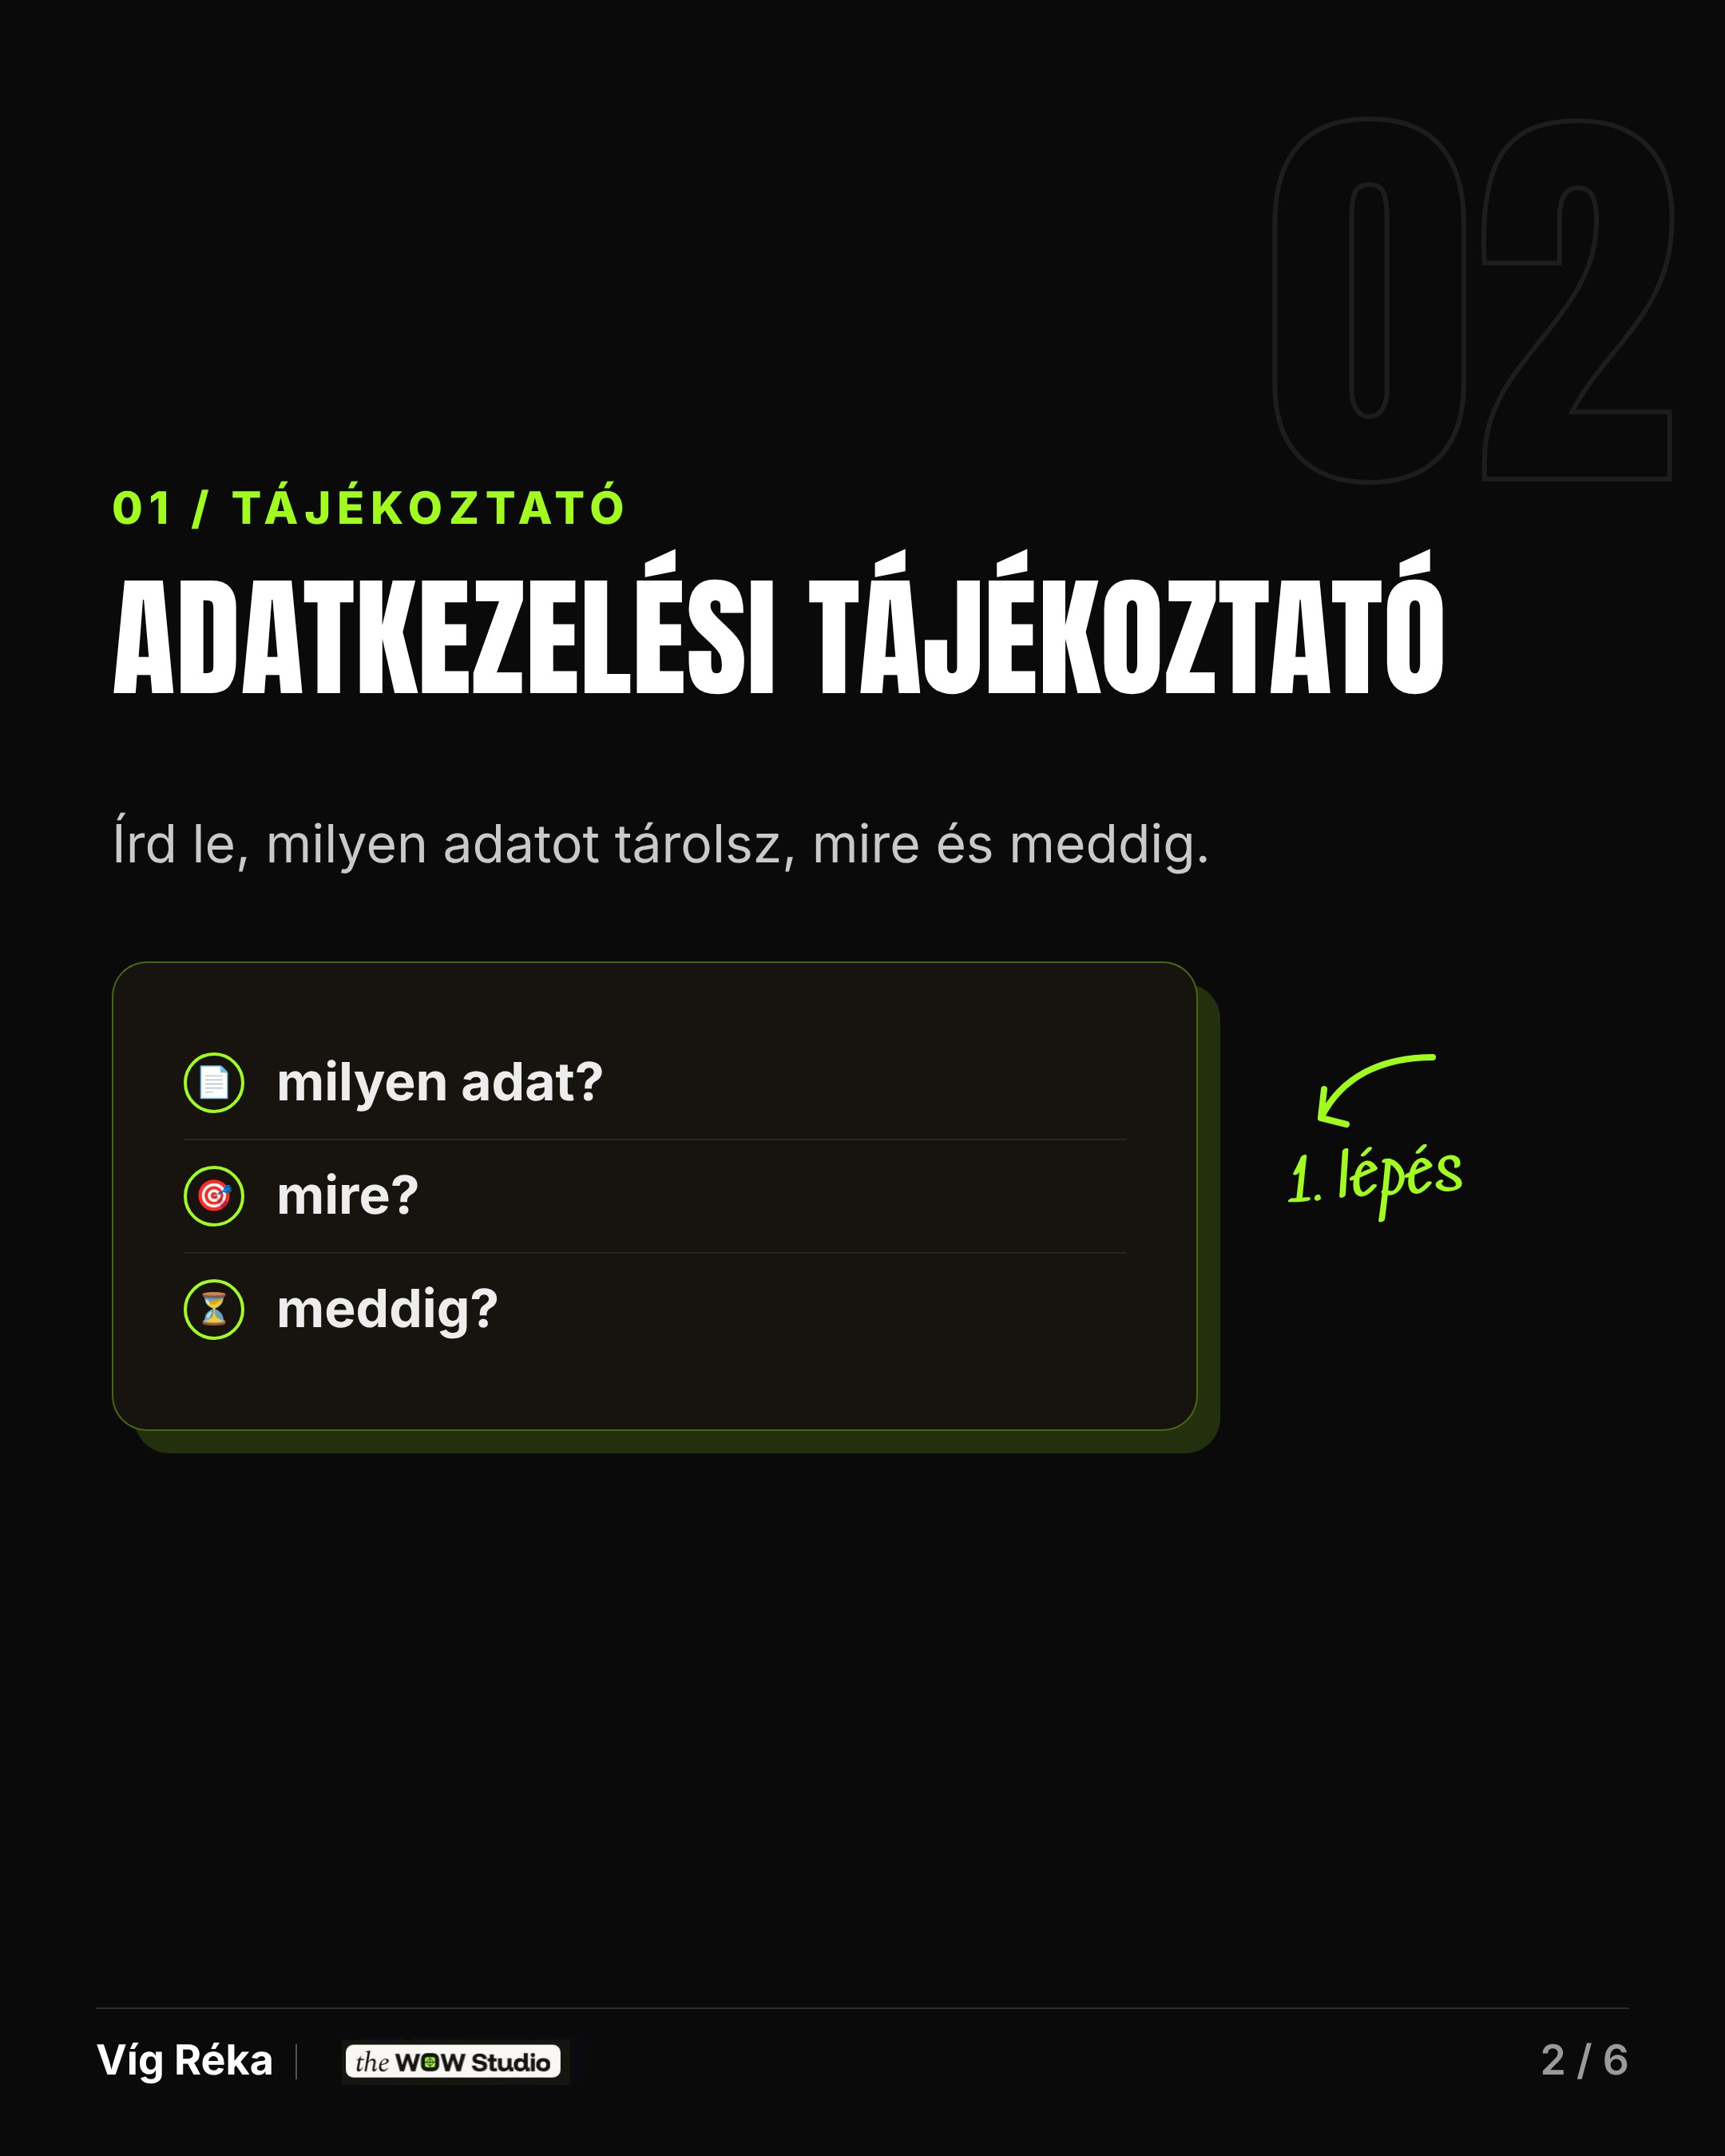 02
01 / TÁJÉKOZTATÓ
ADATKEZELÉSI TÁJÉKOZTATÓ
Írd le, milyen adatot tárolsz, mire és meddig.
milyen adat?
mire?
meddig?
1. lépés
Víg Réka
the WOW Studio
2 / 6